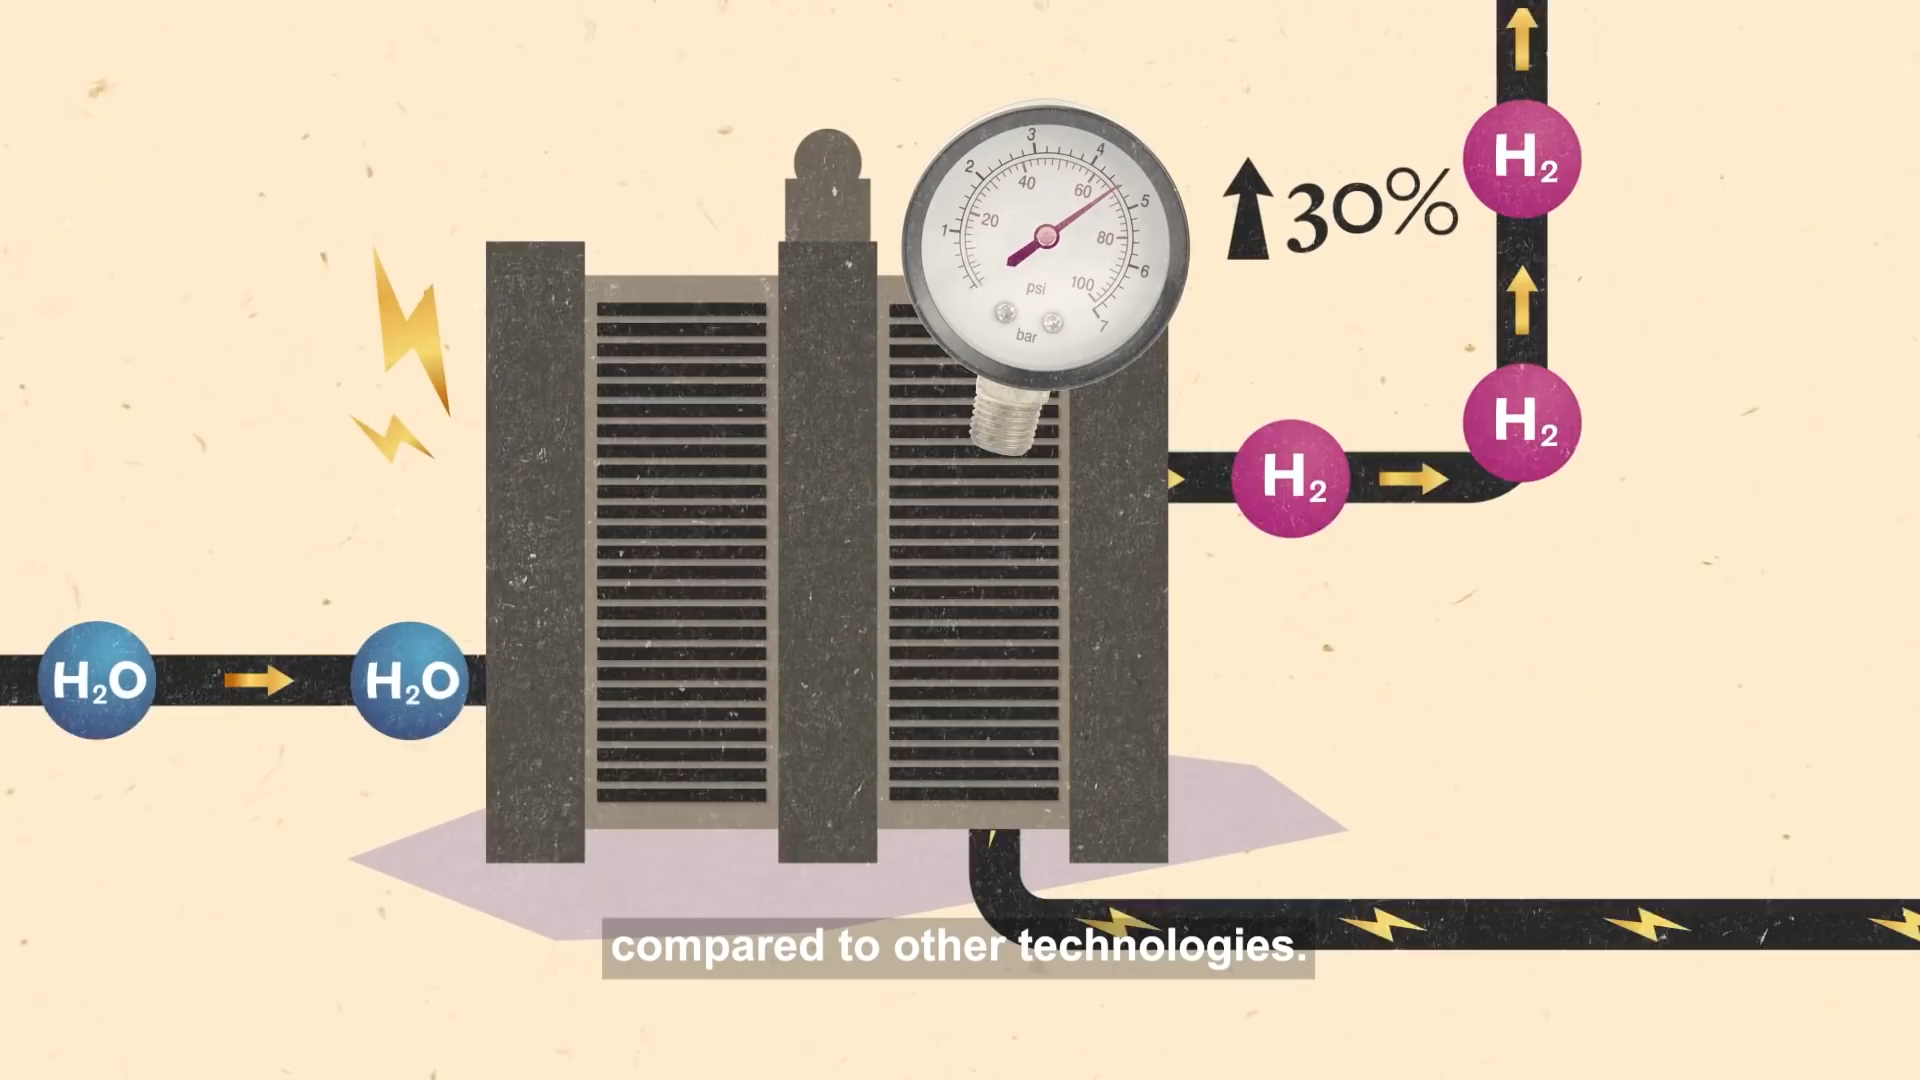 3
2
4
40
60
1
20
5
80
6
psi
100
bar
7
30%
H₂
H₂
H₂
H₂O
H₂O
compared to other technologies.